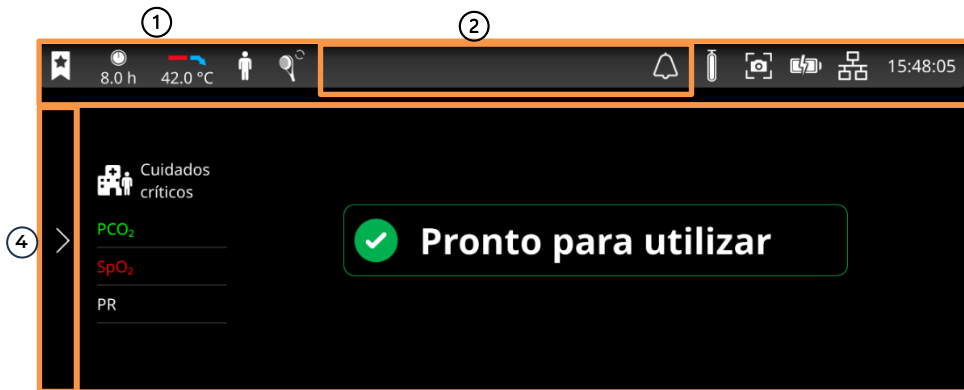 1
2
8.0 h
42.0 °C
15:48:05
Cuidados
críticos
PCO₂
4
Pronto para utilizar
SpO₂
PR